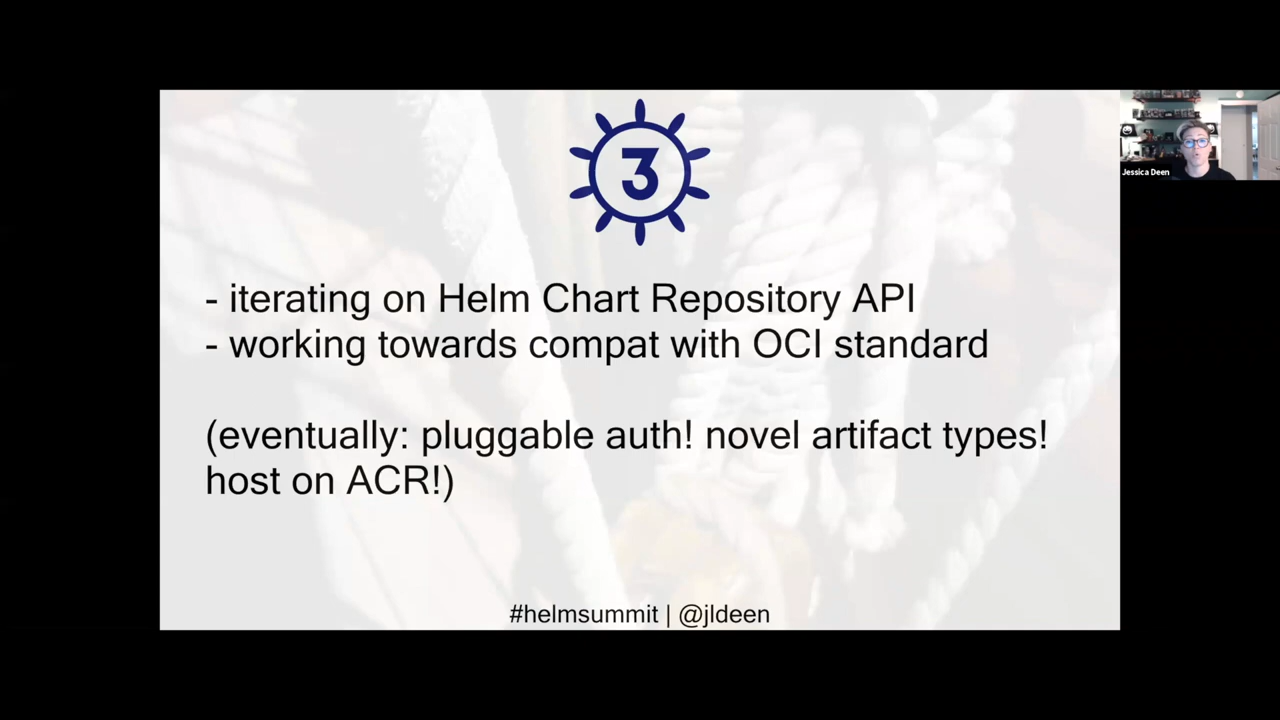 3
- iterating on Helm Chart Repository API
- working towards compat with OCI standard
(eventually: pluggable auth! novel artifact types!
host on ACR!)
#helmsummit | @jldeen
Jessica Deen